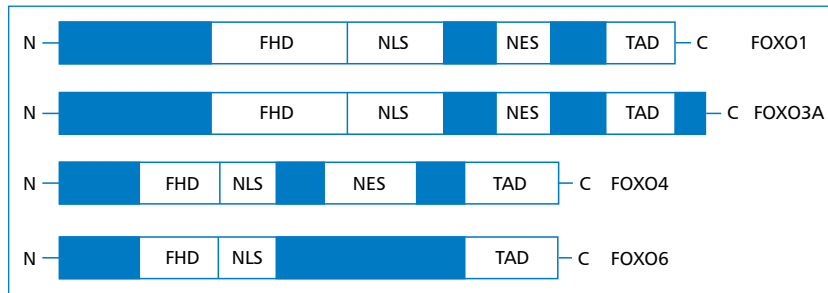 N FHD NLS NES TAD C FOXO1
N FHD NLS NES TAD C FOXO3A
N FHD NLS NES TAD C FOXO4
N FHD NLS TAD C FOXO6